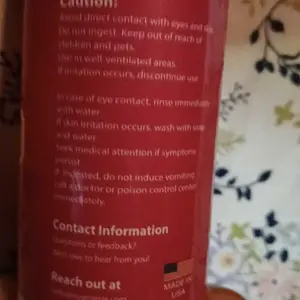 Caution:
Avoid direct contact with eyes and skin.
Do not ingest. Keep out of reach of
children and pets.
Use in well ventilated areas.
If irritation occurs, discontinue use
In case of eye contact, rinse immediately
with water
If skin irritation occurs, wash with soap
and water
Seek medical attention if symptoms
persist
If ingested, do not induce vomiting
call a doctor or poison control center
immediately.
Contact Information
Questions or feedback?
We'd love to hear from you!
Reach out at
MADE IN
USA